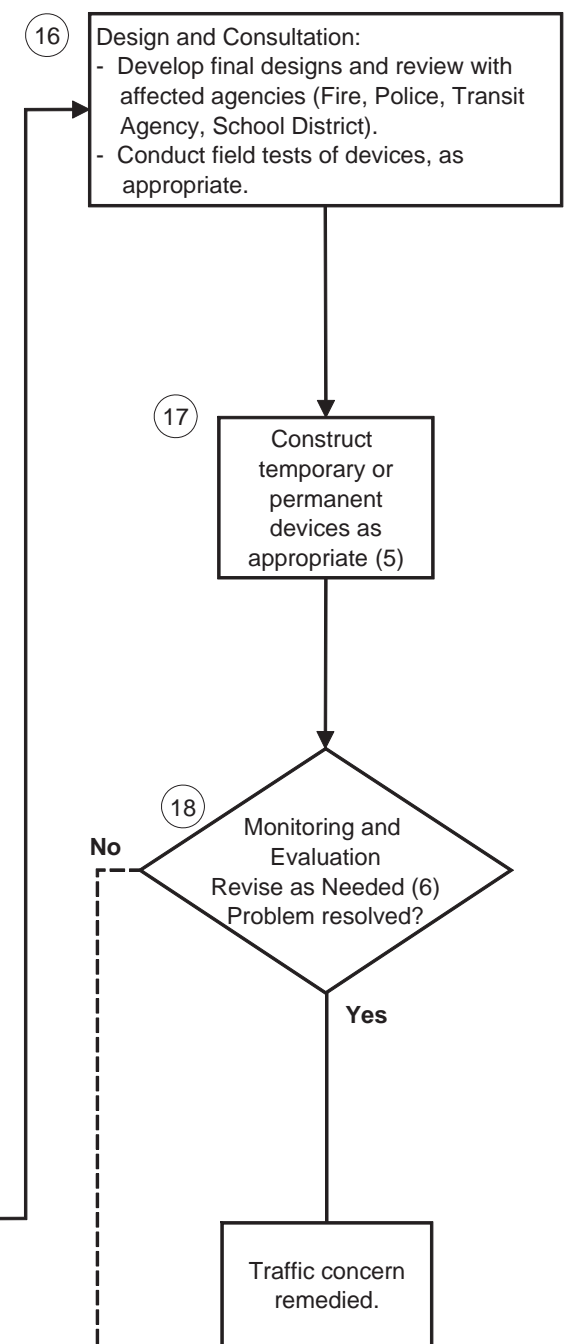 16
Design and Consultation:
- Develop final designs and review with
affected agencies (Fire, Police, Transit
Agency, School District).
- Conduct field tests of devices, as
appropriate.
17
Construct
temporary or
permanent
devices as
appropriate (5)
18
Monitoring and
Evaluation
Revise as Needed (6)
Problem resolved?
No
Yes
Traffic concern
remedied.